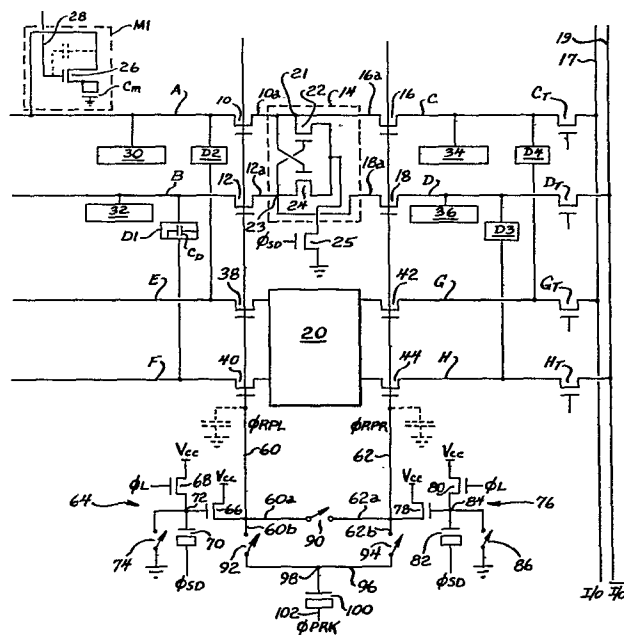 28
M1
26
Cm
19
17
A
10
10a
21
22
14
16a
16
C
CT
30
D2
34
D4
B
12
12a
24
18a
18
D
DT
32
23
36
D1
CD
ΦSD
25
D3
E
38
42
G
GT
20
F
40
44
H
HT
ΦRPL
ΦRPR
60
62
Vcc
Vcc
Vcc
Vcc
ΦL
68
80
ΦL
64
72
66
60a
62a
78
84
76
74
70
60b
90
62b
82
86
92
94
ΦSD
98
96
ΦSD
100
102
ΦPRK
I/O
I/O